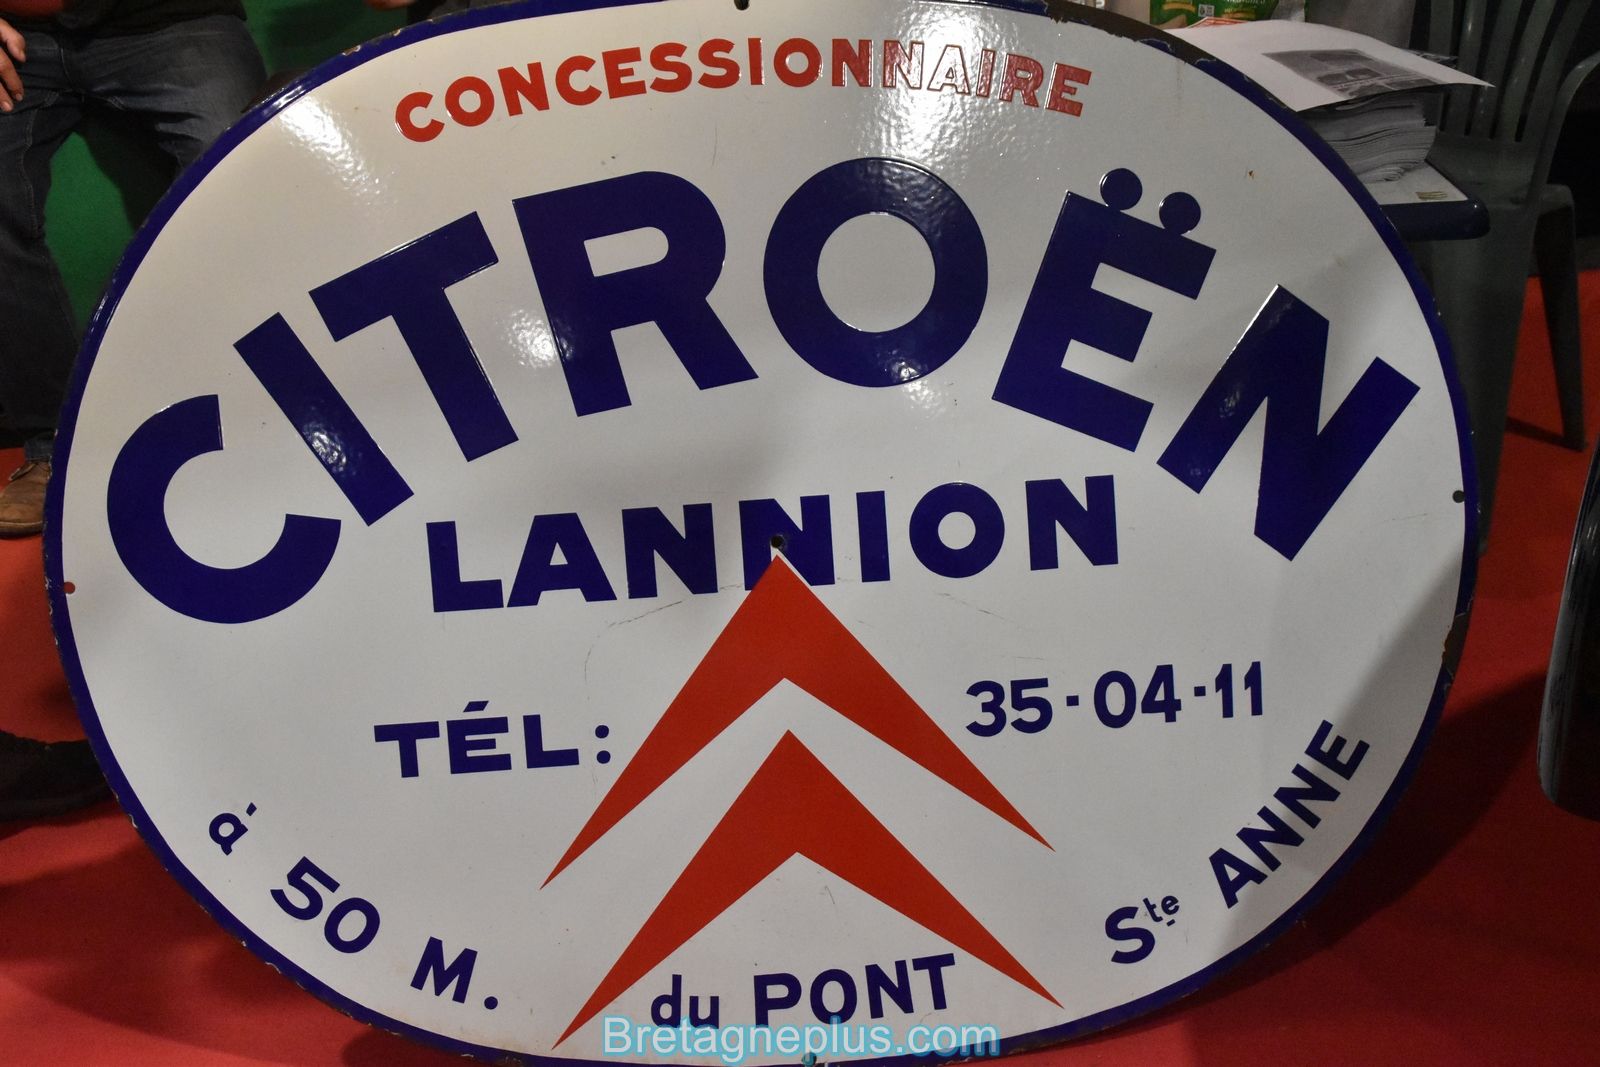 CONCESSIONNAIRE
CITROËN
LANNION
TÉL: 35-04-11
à 50 M. du PONT Ste ANNE
Bretagneplus.com